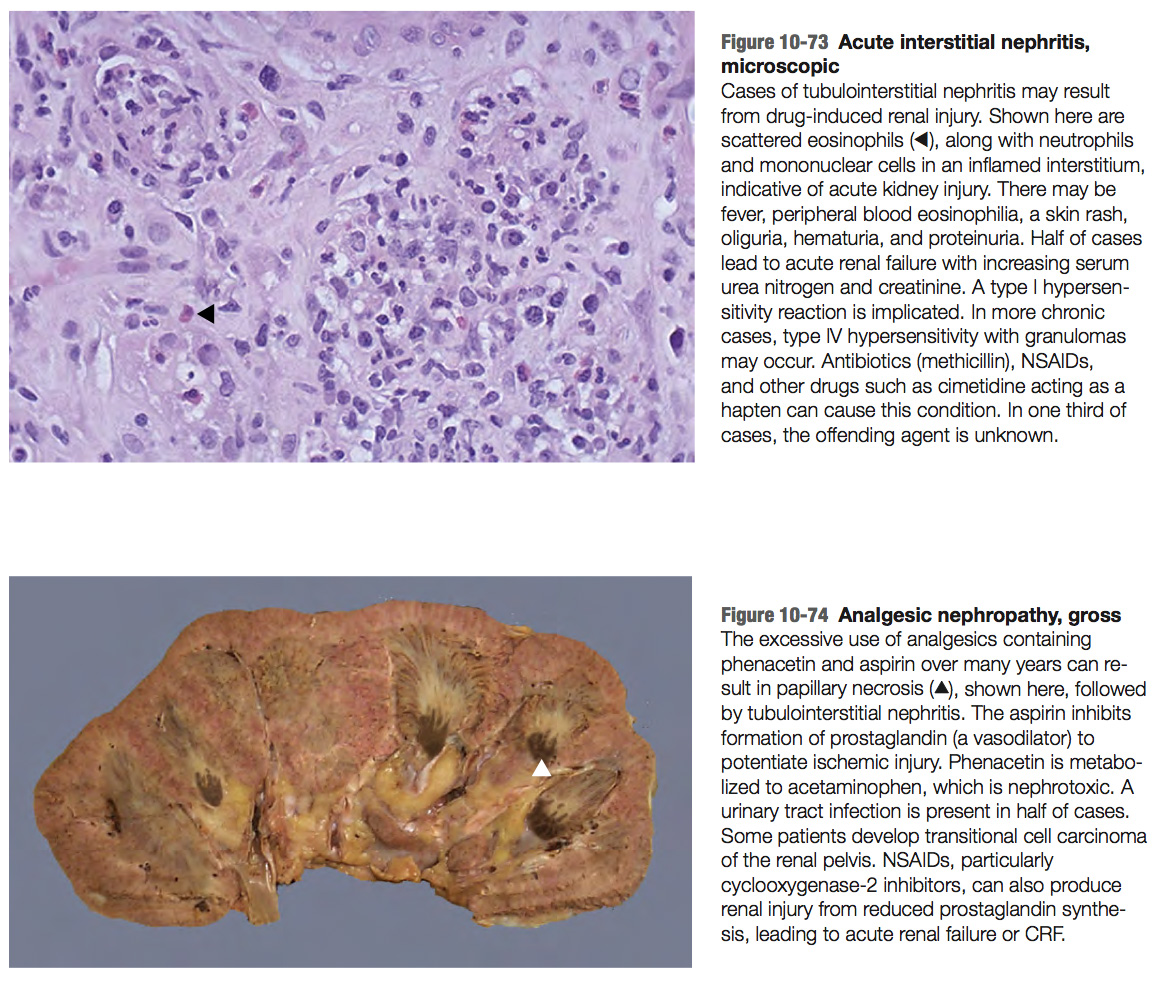 Figure 10-73 Acute interstitial nephritis,
microscopic
Cases of tubulointerstitial nephritis may result
from drug-induced renal injury. Shown here are
scattered eosinophils (◀), along with neutrophils
and mononuclear cells in an inflamed interstitium,
indicative of acute kidney injury. There may be
fever, peripheral blood eosinophilia, a skin rash,
oliguria, hematuria, and proteinuria. Half of cases
lead to acute renal failure with increasing serum
urea nitrogen and creatinine. A type I hypersen-
sitivity reaction is implicated. In more chronic
cases, type IV hypersensitivity with granulomas
may occur. Antibiotics (methicillin), NSAIDs,
and other drugs such as cimetidine acting as a
hapten can cause this condition. In one third of
cases, the offending agent is unknown.
Figure 10-74 Analgesic nephropathy, gross
The excessive use of analgesics containing
phenacetin and aspirin over many years can re-
sult in papillary necrosis (▲), shown here, followed
by tubulointerstitial nephritis. The aspirin inhibits
formation of prostaglandin (a vasodilator) to
potentiate ischemic injury. Phenacetin is metabo-
lized to acetaminophen, which is nephrotoxic. A
urinary tract infection is present in half of cases.
Some patients develop transitional cell carcinoma
of the renal pelvis. NSAIDs, particularly
cyclooxygenase-2 inhibitors, can also produce
renal injury from reduced prostaglandin synthe-
sis, leading to acute renal failure or CRF.